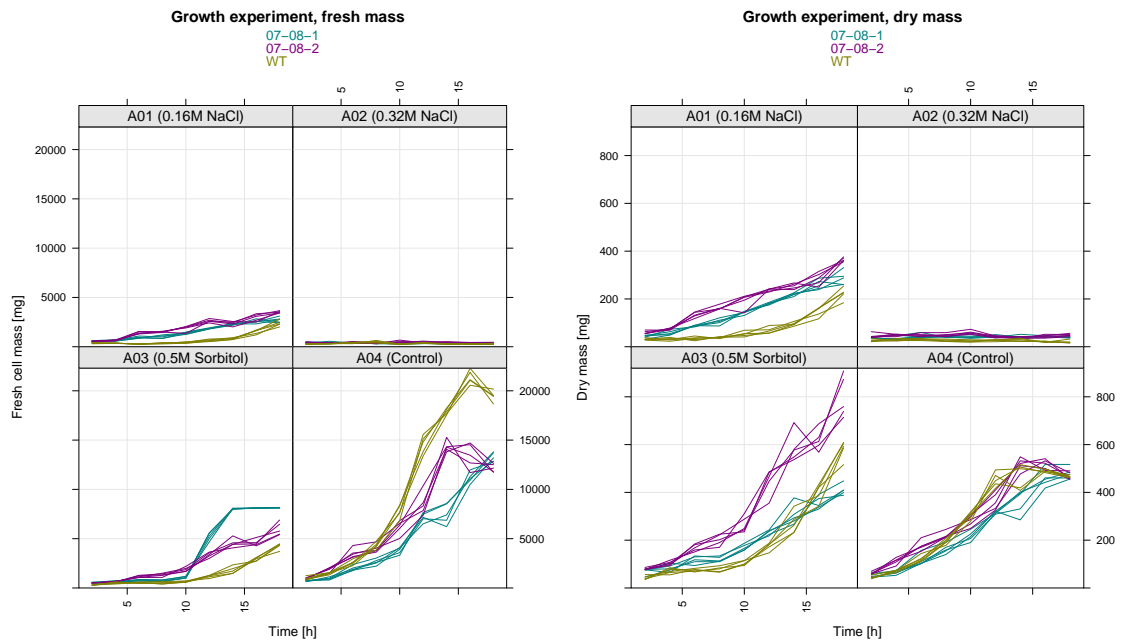 Growth experiment, fresh mass
07−08−1
07−08−2
WT
5
10
15
A01 (0.16M NaCl)
A02 (0.32M NaCl)
20000
15000
10000
5000
A03 (0.5M Sorbitol)
A04 (Control)
20000
15000
10000
5000
5
10
15
Fresh cell mass [mg]
Time [h]
Growth experiment, dry mass
07−08−1
07−08−2
WT
5
10
15
A01 (0.16M NaCl)
A02 (0.32M NaCl)
800
600
400
200
A03 (0.5M Sorbitol)
A04 (Control)
800
600
400
200
5
10
15
Dry mass [mg]
Time [h]